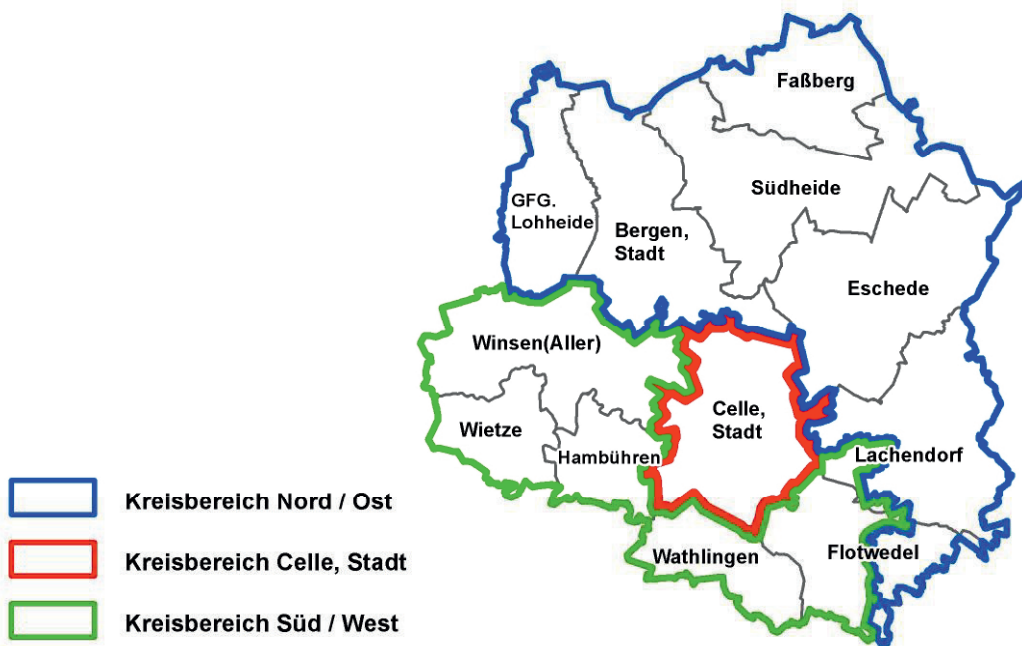 Faßberg
Südheide
GFG.
Lohheide
Bergen,
Stadt
Eschede
Winsen(Aller)
Celle,
Stadt
Wietze
Hambühren
Lachendorf
Wathlingen
Flotwedel
Kreisbereich Nord / Ost
Kreisbereich Celle, Stadt
Kreisbereich Süd / West